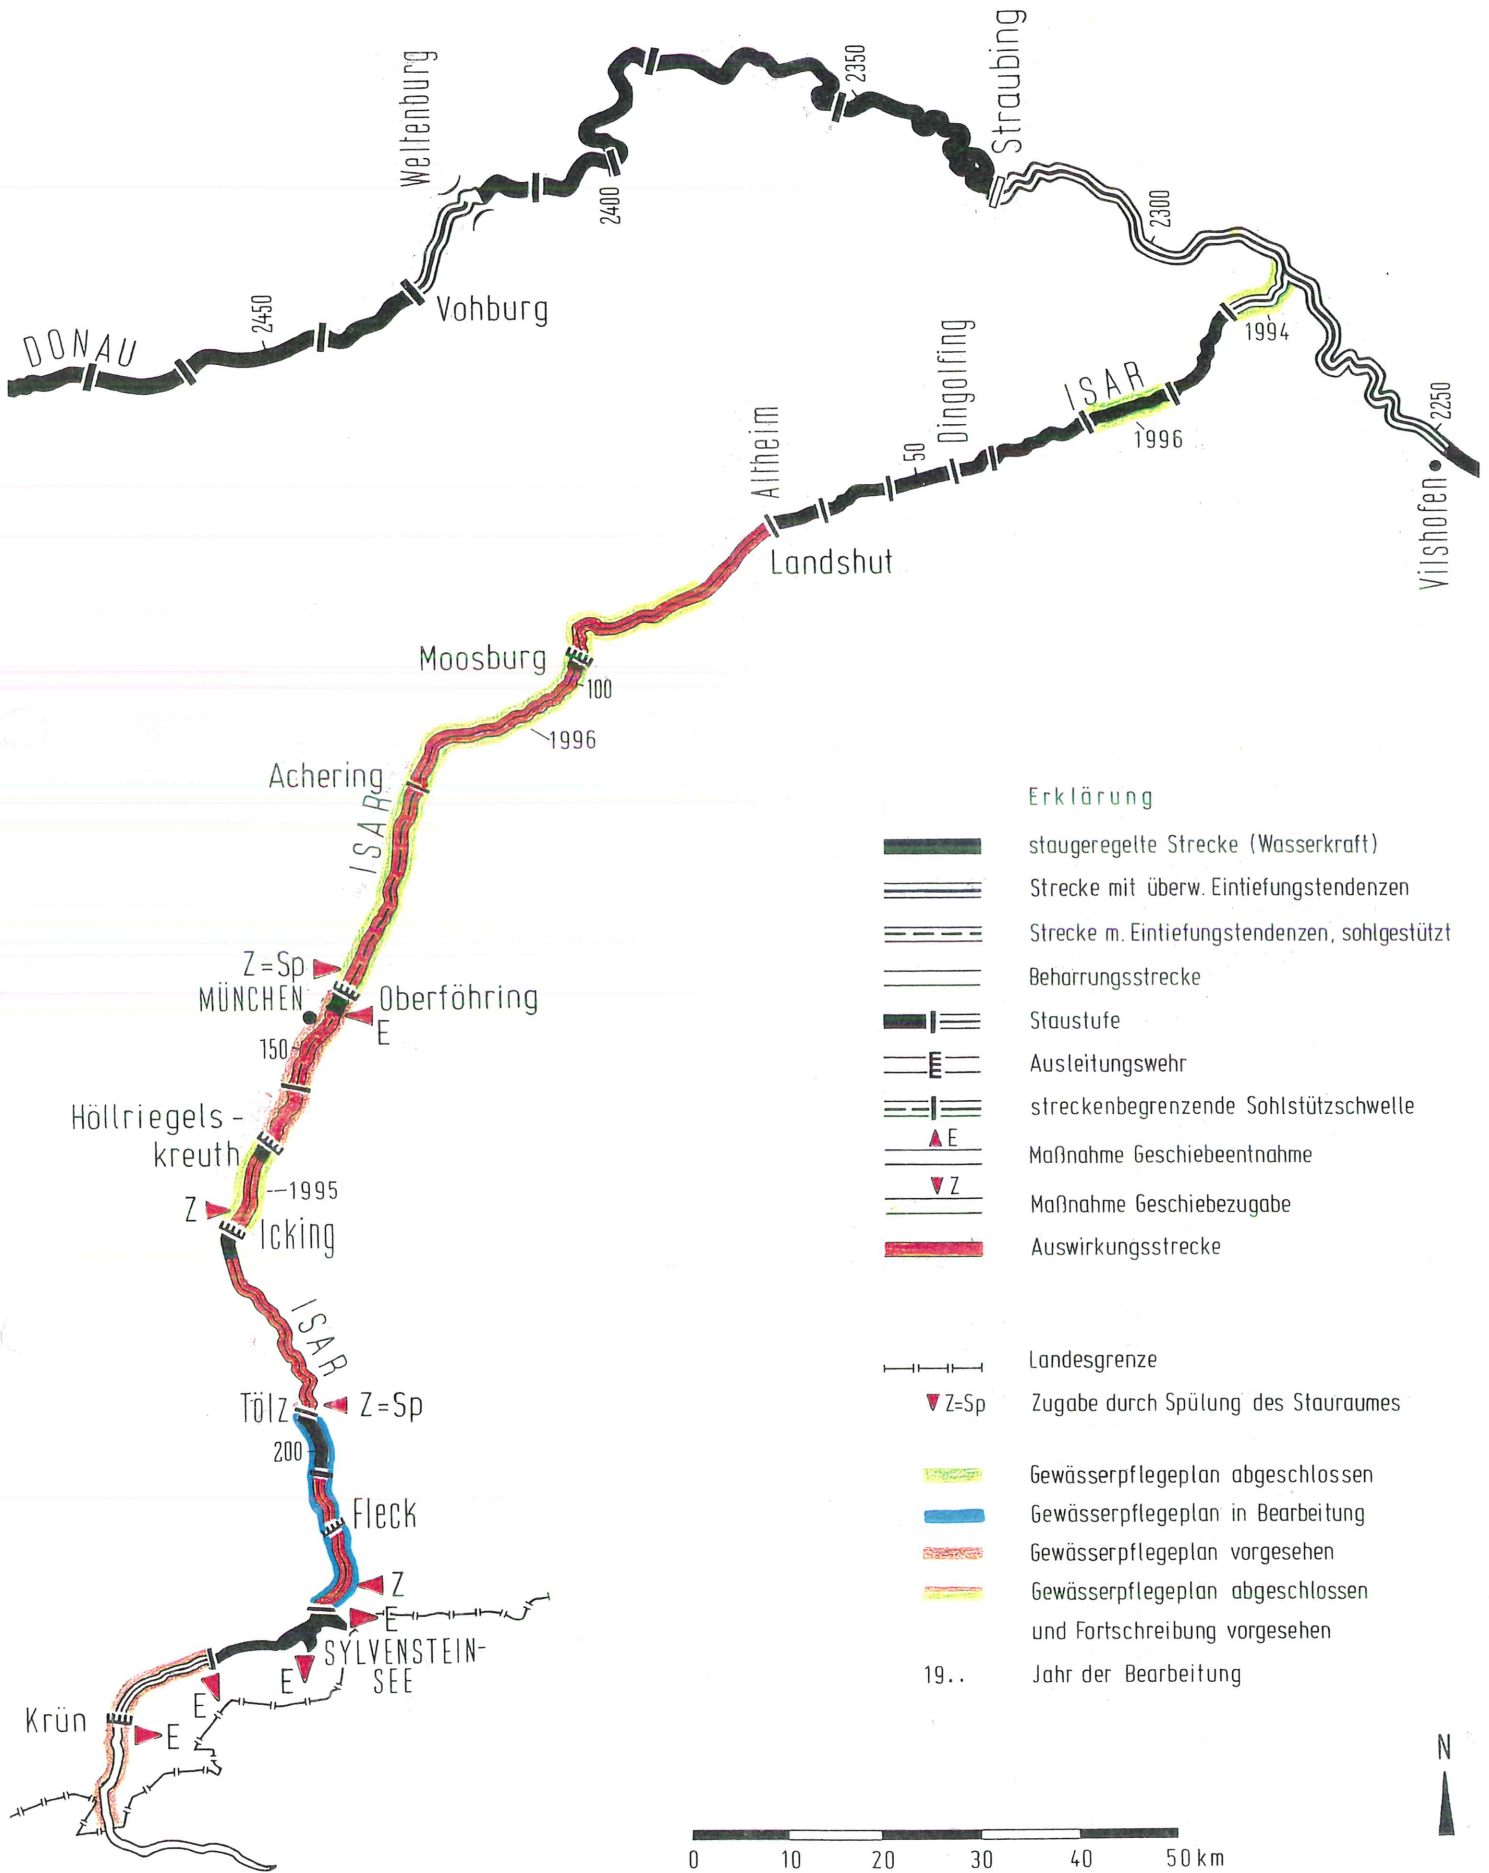 Straubing
2350
Weltenburg
2400
2300
2450
Vohburg
DONAU
1994
Dingolfing
ISAR
2250
1996
50
Altheim
Vilshofen
Landshut
Moosburg
100
1996
Achering
ISAR
Z=Sp
MÜNCHEN
Oberföhring
E
150
Höllriegels-
kreuth
1995
Z
Icking
ISAR
Tölz
Z=Sp
200
Fleck
Z
E
SYLVENSTEIN-
SEE
E
E
Krün
E
Erklärung
staugeregelte Strecke (Wasserkraft)
Strecke mit überw. Eintiefungstendenzen
Strecke m. Eintiefungstendenzen, sohlgestützt
Beharrungsstrecke
Staustufe
Ausleitungswehr
streckenbegrenzende Sohlstützschwelle
E
Maßnahme Geschiebeentnahme
Z
Maßnahme Geschiebezugabe
Auswirkungsstrecke
Landesgrenze
Z=Sp Zugabe durch Spülung des Stauraumes
Gewässerpflegeplan abgeschlossen
Gewässerpflegeplan in Bearbeitung
Gewässerpflegeplan vorgesehen
Gewässerpflegeplan abgeschlossen
und Fortschreibung vorgesehen
19.. Jahr der Bearbeitung
N
0 10 20 30 40 50 km